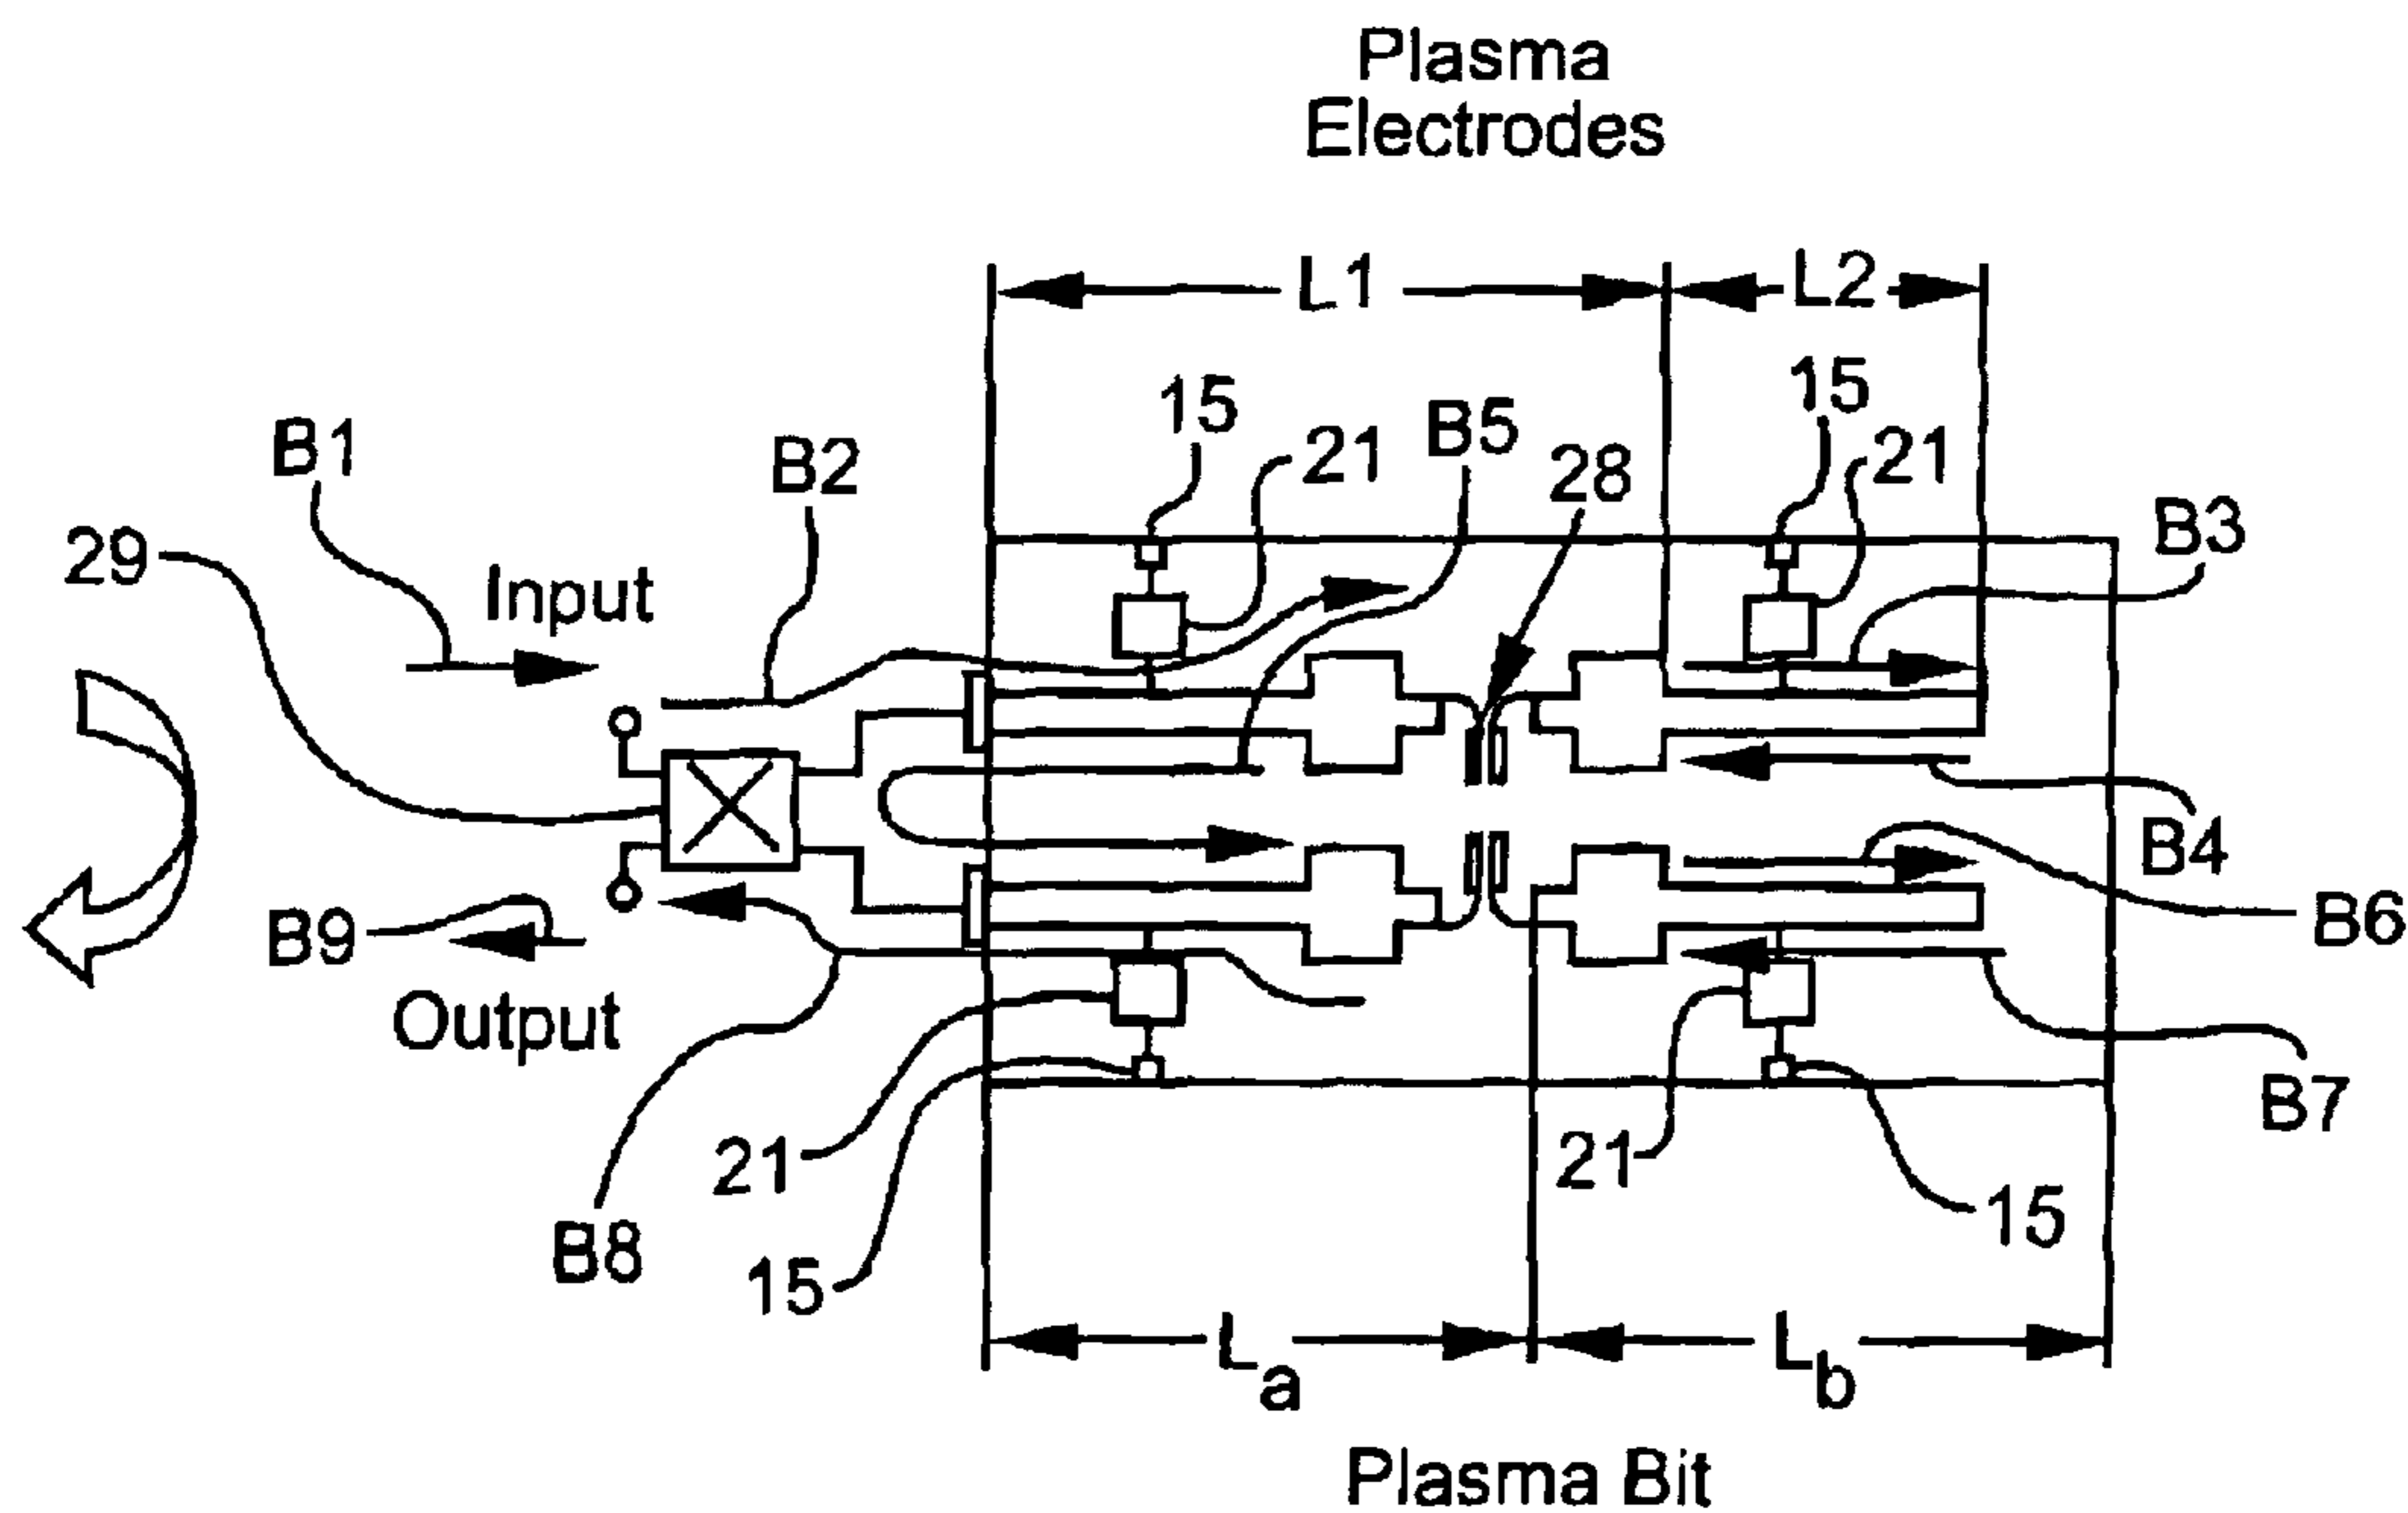 Plasma
Electrodes
L1
L2
15
15
B1
B2
21
B5
28
21
B3
29
Input
B4
B9
B6
Output
21
21
B7
B8
15
15
La
Lb
Plasma Bit